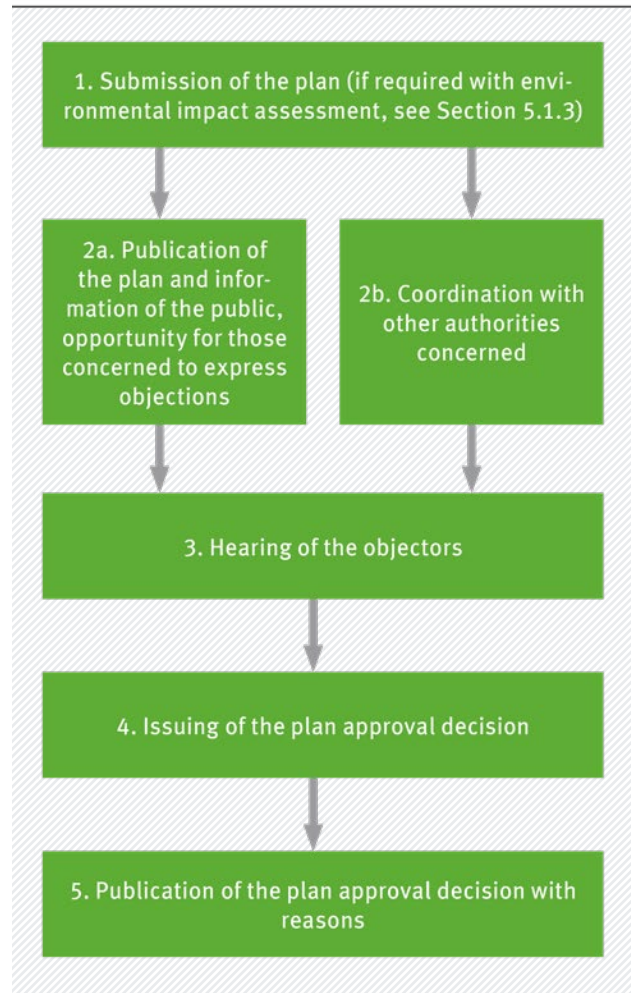 1. Submission of the plan (if required with envi-
ronmental impact assessment, see Section 5.1.3)
2a. Publication of
the plan and infor-
mation of the public,
opportunity for those
concerned to express
objections
2b. Coordination with
other authorities
concerned
3. Hearing of the objectors
4. Issuing of the plan approval decision
5. Publication of the plan approval decision with
reasons